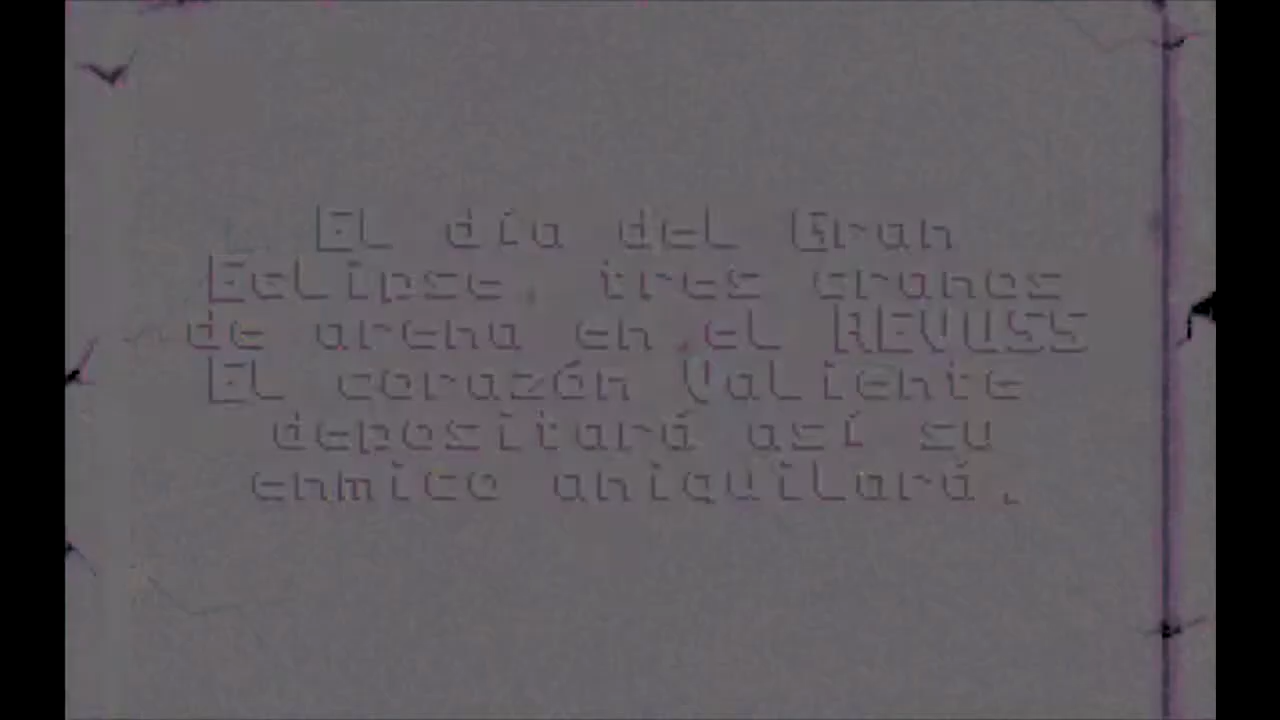 El día del Gran
Eclipse, tres granos
de arena en el REVUSS
El corazón Valiente
depositará así su
enmigo aniquilará.